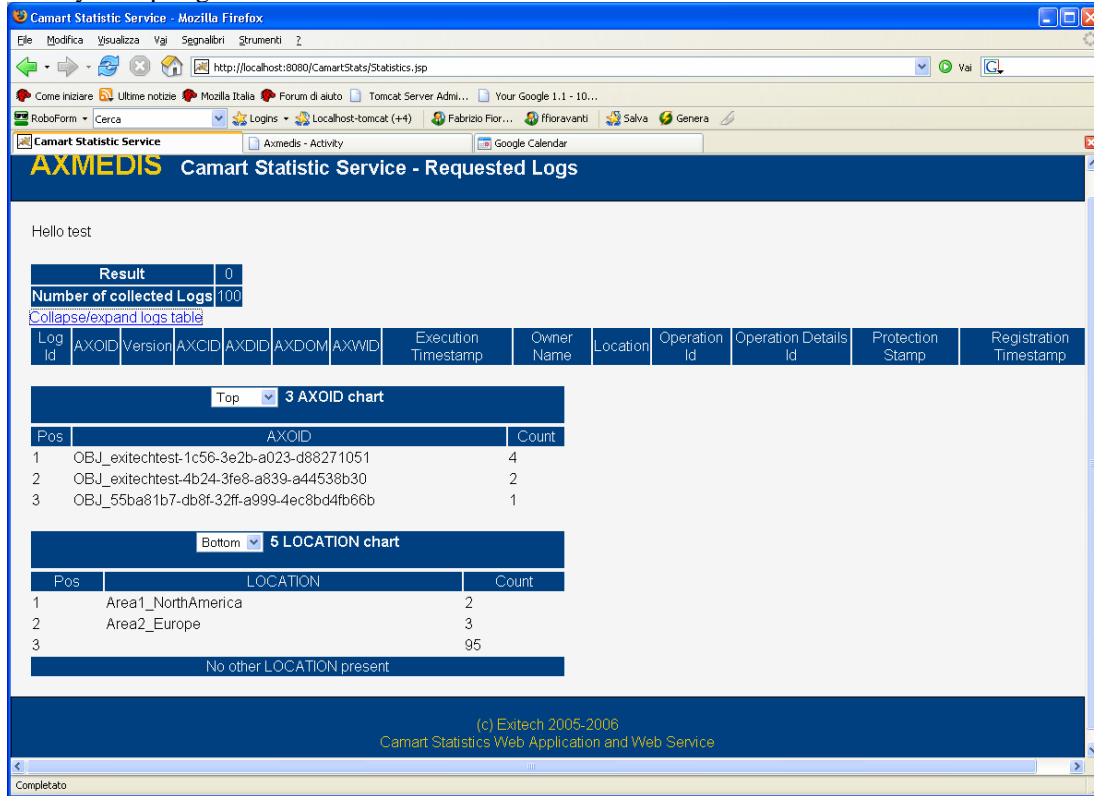 Camart Statistic Service - Mozilla Firefox
File Modifica Visualizza Vai Segnalibri Strumenti ?
http://localhost:8080/CamartStats/Statistics.jsp Vai G
Come iniziare Ultime notizie Mozilla Italia Forum di aiuto Tomcat Server Admi... Your Google 1.1 - 10...
RoboForm Cerca Logins Localhost-tomcat (+4) Fabrizio Fior... ffioravanti Salva Genera
Camart Statistic Service Axmedis - Activity Google Calendar
AXMEDIS Camart Statistic Service - Requested Logs
Hello test
Result 0
Number of collected Logs 100
Collapse/expand logs table
Log Id AXOID Version AXCID AXDID AXDOM AXWID Execution Timestamp Owner Name Location Operation Id Operation Details Id Protection Stamp Registration Timestamp
Top 3 AXOID chart
Pos AXOID Count
1 OBJ_exitechtest-1c56-3e2b-a023-d88271051 4
2 OBJ_exitechtest-4b24-3fe8-a839-a44538b30 2
3 OBJ_55ba81b7-db8f-32ff-a999-4ec8bd4fb66b 1
Bottom 5 LOCATION chart
Pos LOCATION Count
1 Area1_NorthAmerica 2
2 Area2_Europe 3
3 95
No other LOCATION present
(c) Exitech 2005-2006
Camart Statistics Web Application and Web Service
Completato